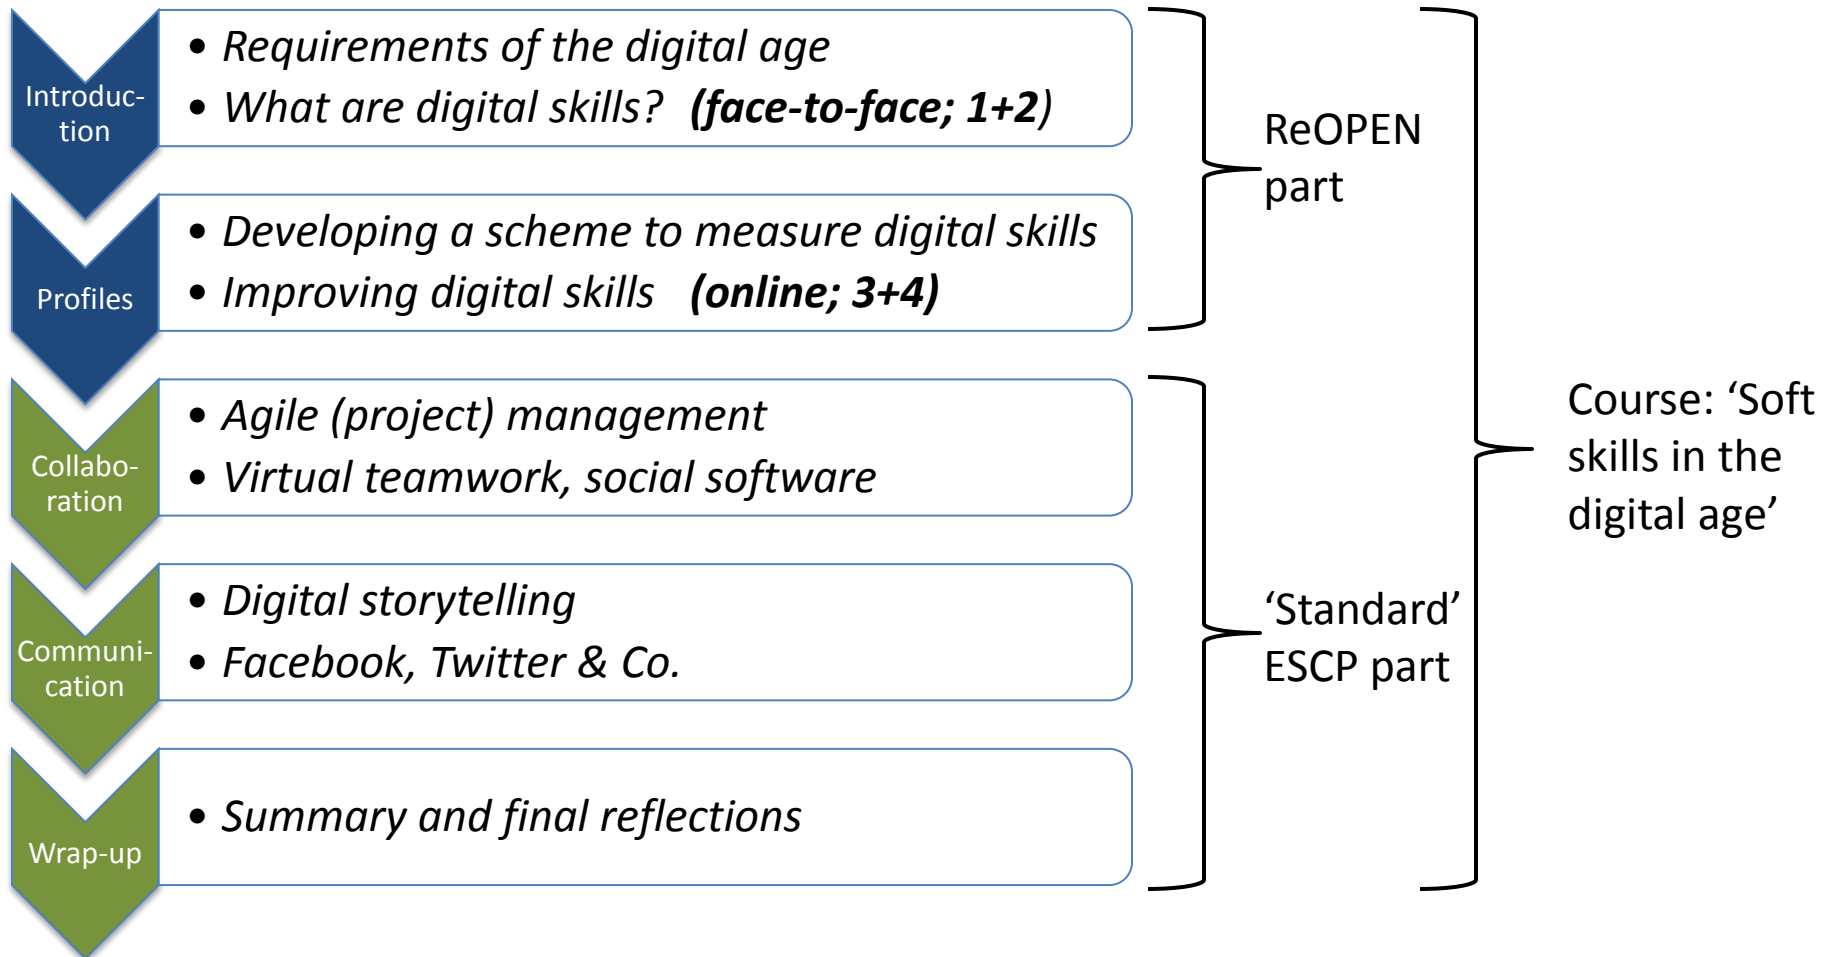 Introduc-
tion
• Requirements of the digital age
• What are digital skills? (face-to-face; 1+2)
Profiles
• Developing a scheme to measure digital skills
• Improving digital skills (online; 3+4)
ReOPEN
part
Collabo-
ration
• Agile (project) management
• Virtual teamwork, social software
Communi-
cation
• Digital storytelling
• Facebook, Twitter & Co.
Wrap-up
• Summary and final reflections
‘Standard’
ESCP part
Course: ‘Soft
skills in the
digital age’